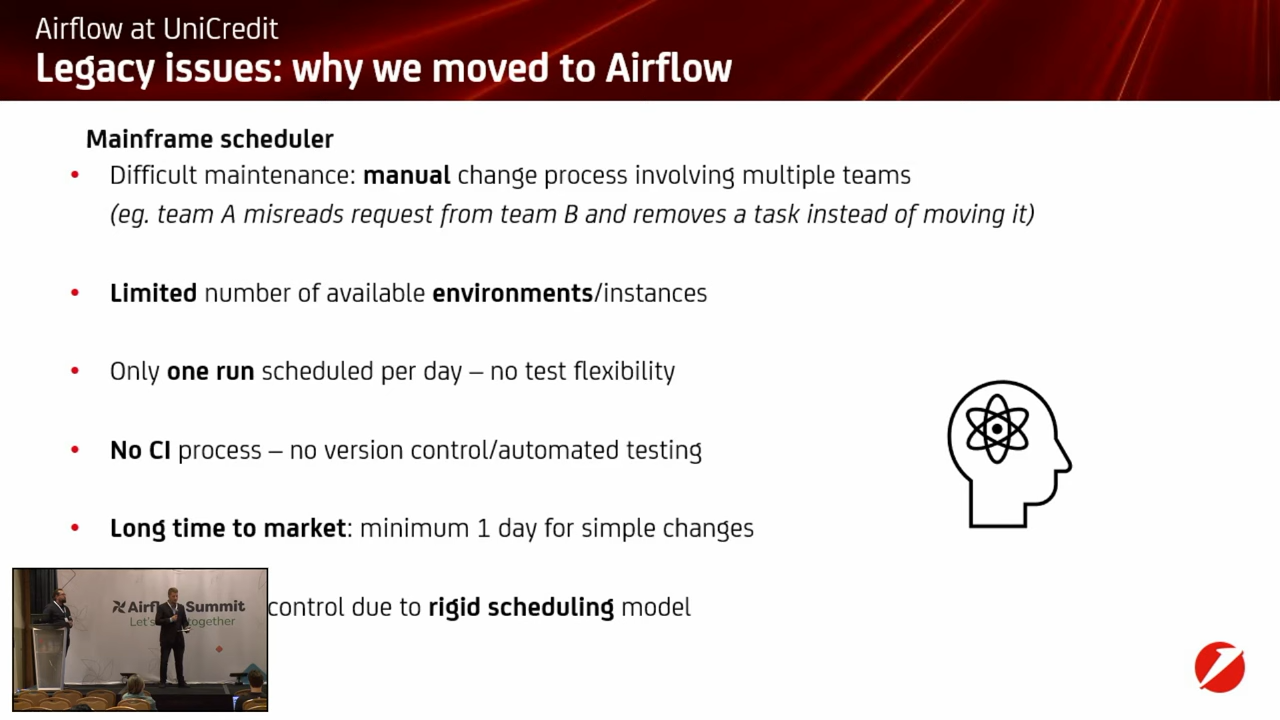 Airflow at UniCredit
Legacy issues: why we moved to Airflow
Mainframe scheduler
• Difficult maintenance: manual change process involving multiple teams
(eg. team A misreads request from team B and removes a task instead of moving it)
• Limited number of available environments/instances
• Only one run scheduled per day – no test flexibility
• No CI process – no version control/automated testing
• Long time to market: minimum 1 day for simple changes
control due to rigid scheduling model
Summit